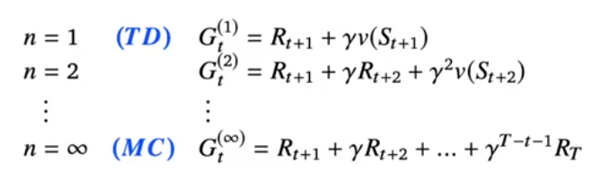 n = 1 (TD) G_t^{(1)} = R_{t+1} + γv(S_{t+1})
n = 2 G_t^{(2)} = R_{t+1} + γR_{t+2} + γ^2v(S_{t+2})
⋮ ⋮
n = ∞ (MC) G_t^{(∞)} = R_{t+1} + γR_{t+2} + ... + γ^{T-t-1}R_T